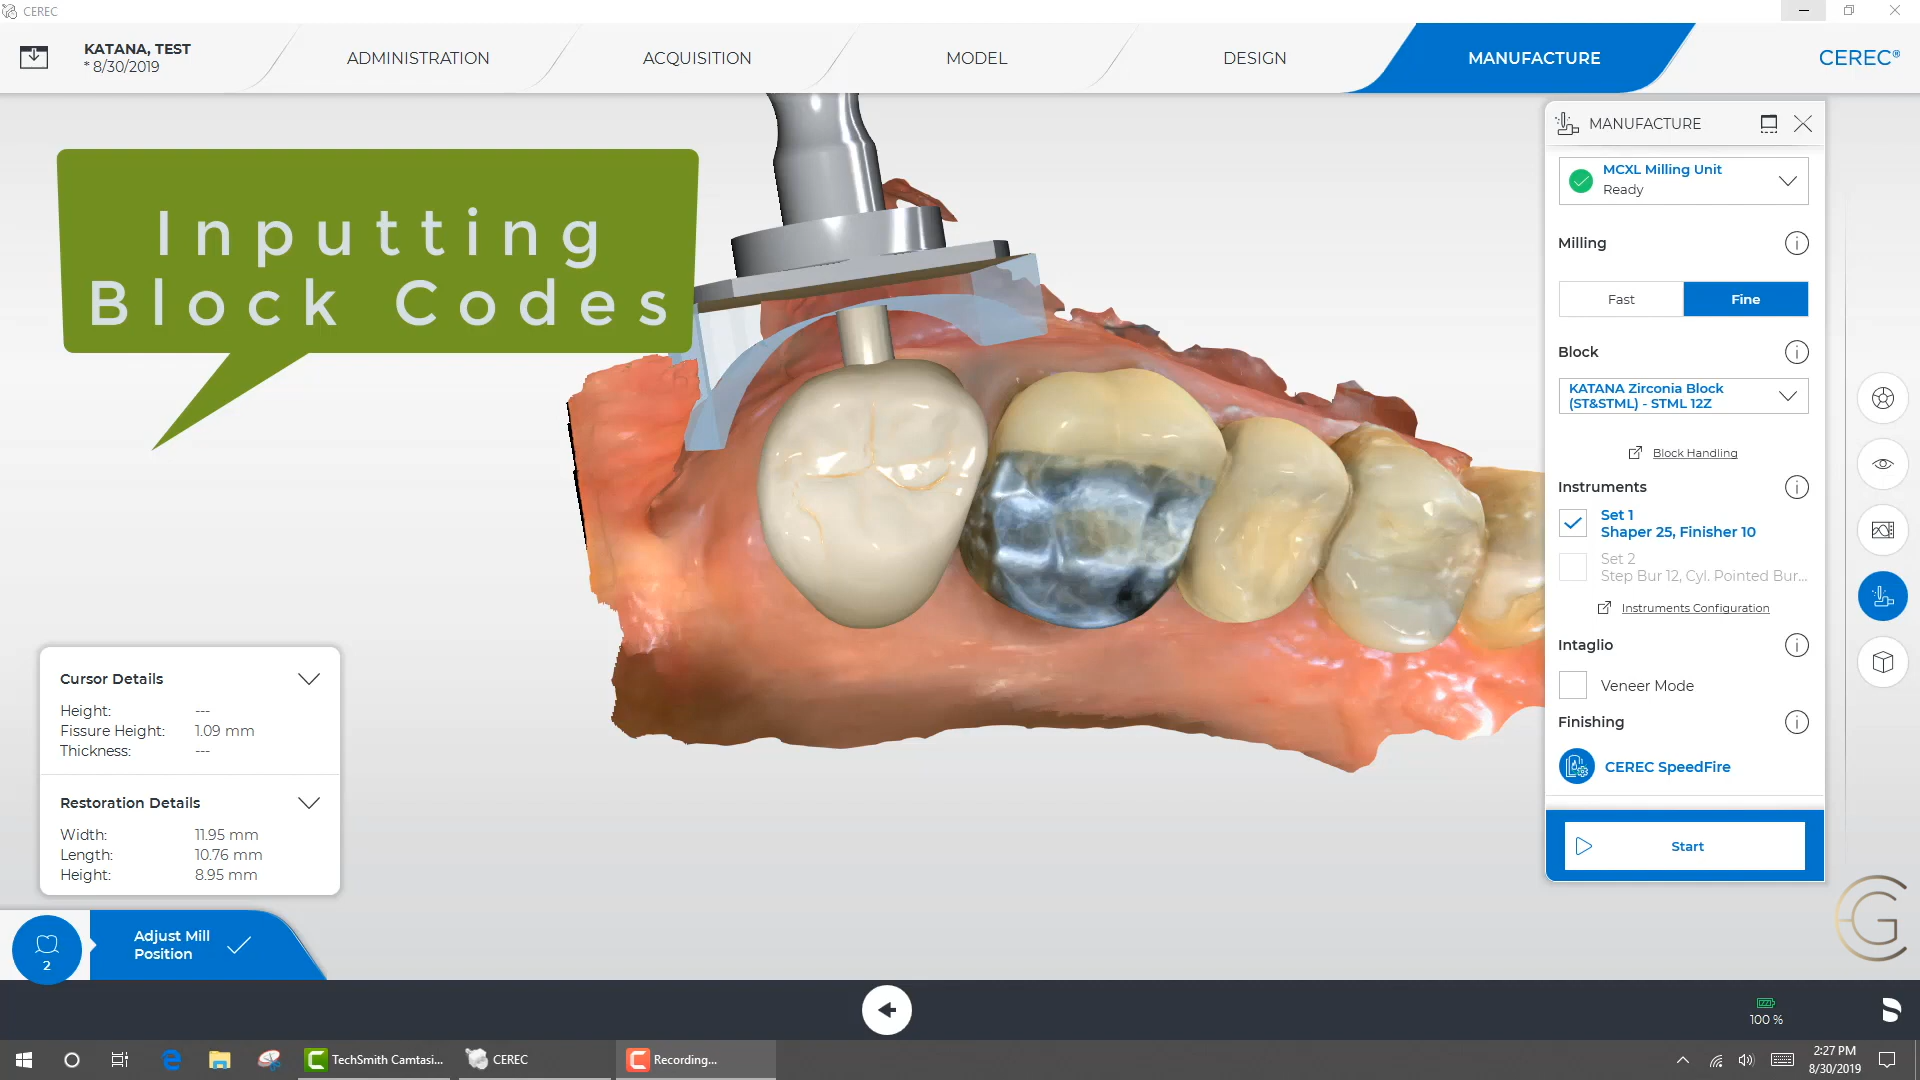 CEREC
KATANA, TEST
* 8/30/2019
ADMINISTRATION
ACQUISITION
MODEL
DESIGN
MANUFACTURE
CEREC®
Inputting
Block Codes
MANUFACTURE
MCXL Milling Unit
Ready
Milling
Fast
Fine
Block
KATANA Zirconia Block
(ST&STML) - STML 12Z
Block Handling
Instruments
Set 1
Shaper 25, Finisher 10
Set 2
Step Bur 12, Cyl. Pointed Bur...
Instruments Configuration
Intaglio
Veneer Mode
Finishing
CEREC SpeedFire
Start
Cursor Details
Height: ---
Fissure Height: 1.09 mm
Thickness: ---
Restoration Details
Width: 11.95 mm
Length: 10.76 mm
Height: 8.95 mm
2
Adjust Mill
Position
100 %
TechSmith Camtasi...
CEREC
Recording...
2:27 PM
8/30/2019